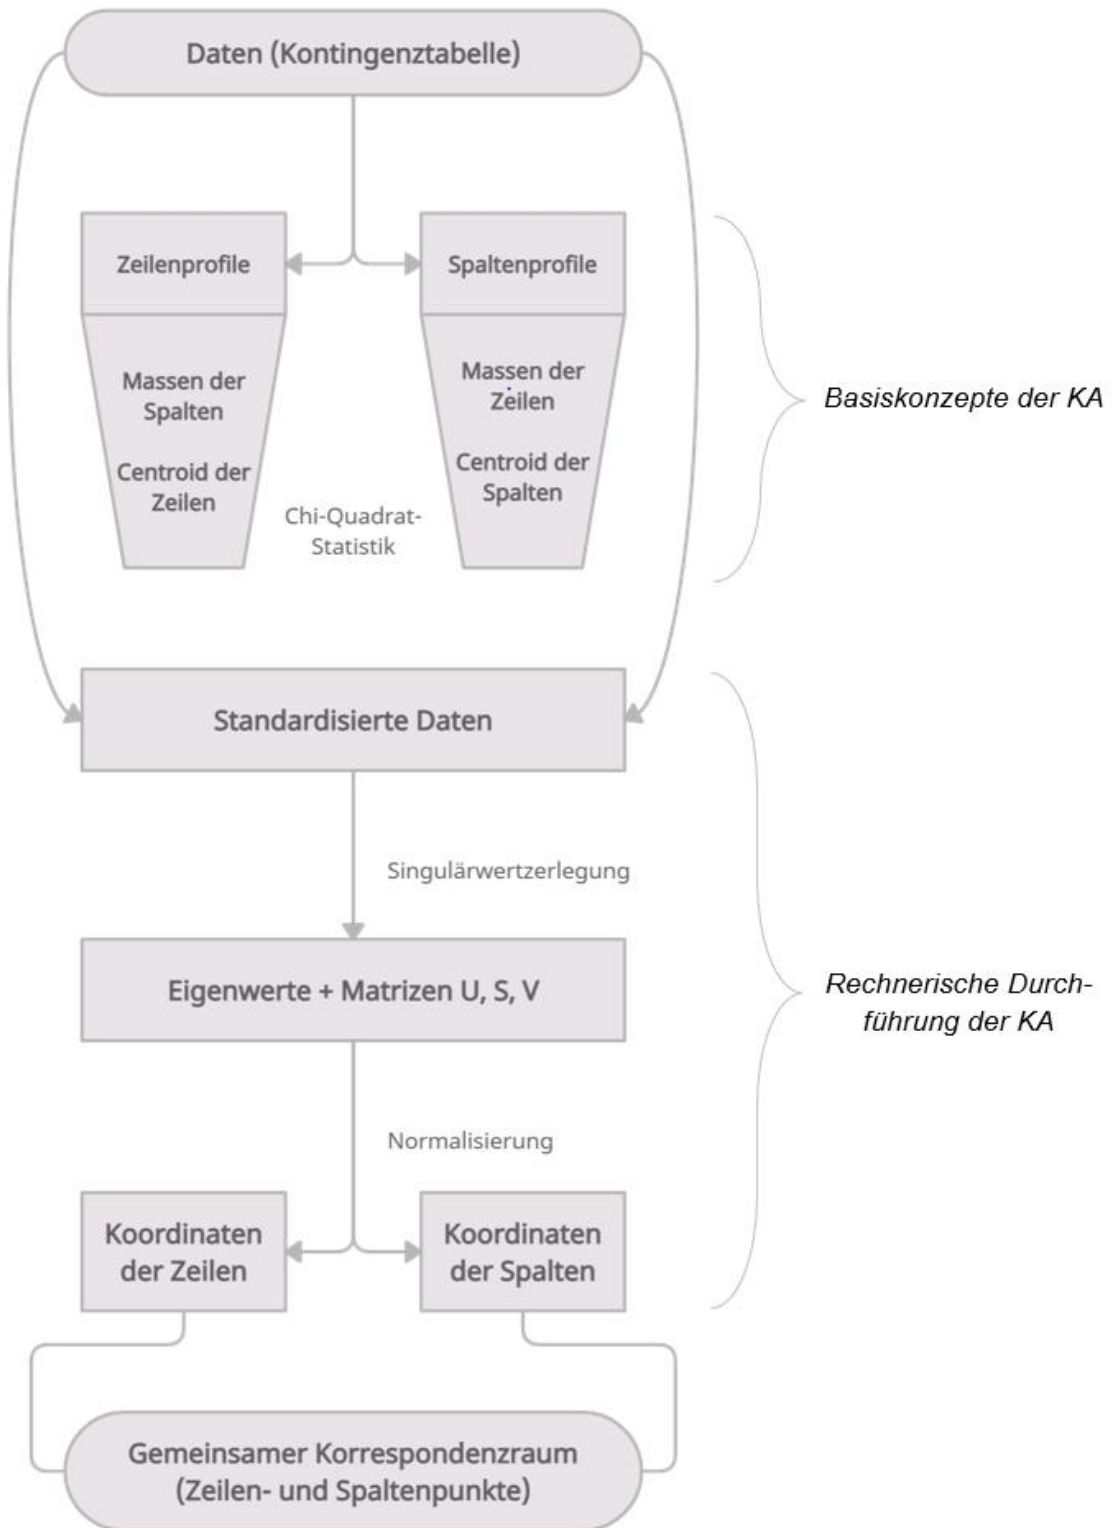 Daten (Kontingenztabelle)
Zeilenprofile
Spaltenprofile
Massen der
Spalten
Centroid der
Zeilen
Massen der
Zeilen
Centroid der
Spalten
Chi-Quadrat-
Statistik
Basiskonzepte der KA
Standardisierte Daten
Singulärwertzerlegung
Eigenwerte + Matrizen U, S, V
Rechnerische Durch-
führung der KA
Normalisierung
Koordinaten
der Zeilen
Koordinaten
der Spalten
Gemeinsamer Korrespondenzraum
(Zeilen- und Spaltenpunkte)